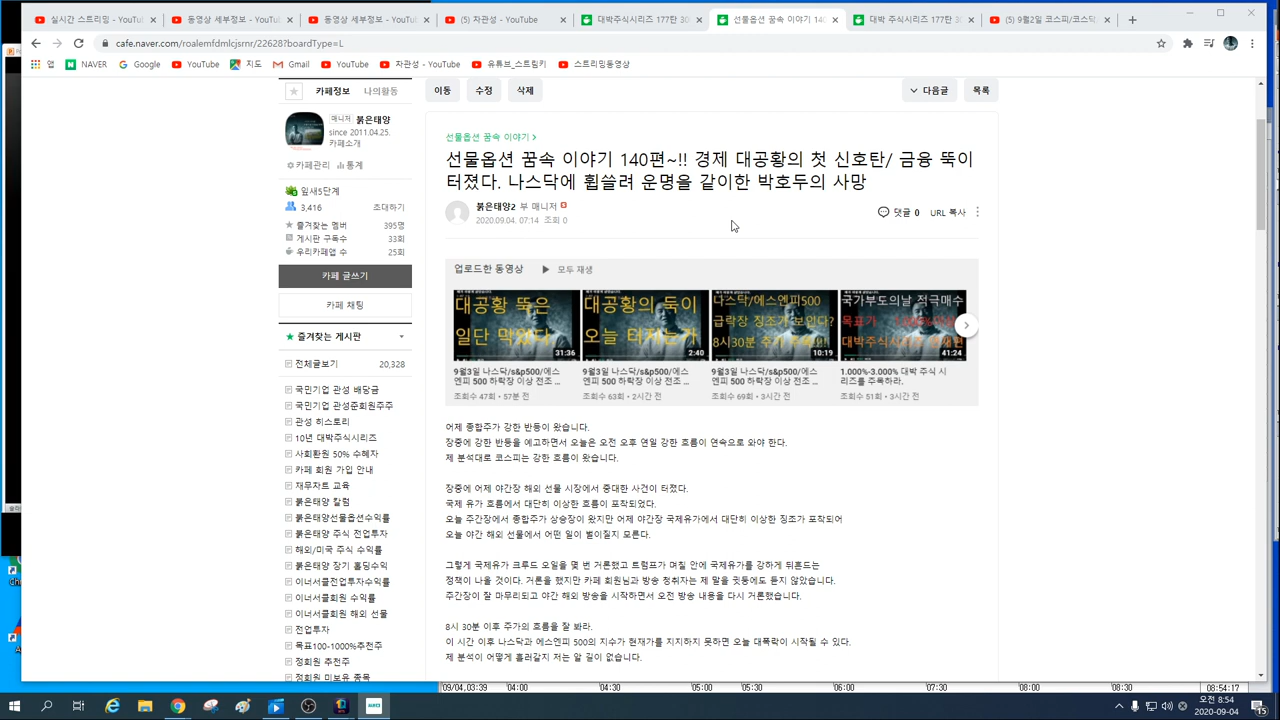 실시간 스트리밍 - YouTub
동영상 세부정보 - YouTube
동영상 세부정보 - YouTube
(5) 자관성 - YouTube
대박주식시리즈 177탄 30
선물옵션 꿈속 이야기 140
대박 주식시리즈 177만 30
(5) 9월2일 코스피/코스닥
cafe.naver.com/roalemfdmlcjsrnr/22628?boardType=L
앱
NAVER
Google
YouTube
지도
Gmail
YouTube
자관성 - YouTube
유튜브_스트림키
스트리밍동영상
카페정보
나의활동
매니저 붉은태양
since 2011.04.25.
카페소개
카페관리
통계
잎새5단계
3,416
초대하기
즐겨찾는 멤버
395명
게시판 구독수
33회
우리카페앱 수
25회
카페 글쓰기
카페 채팅
즐겨찾는 게시판
전체글보기
20,328
국민기업 관성 배당금
국민기업 관성준회원주주
관성 히스토리
10년 대박주식시리즈
사회환원 50% 수혜자
카페 회원 가입 안내
재무차트 교육
붉은태양 칼럼
붉은태양선물옵션수익률
붉은태양 주식 전업투자
해외/미국 주식 수익률
붉은태양 장기 홀딩수익
이너서클전업투자수익률
이너서클회원 수익률
이너서클회원 해외 선물
전업투자
목표100-1000%추천주
정회원 추천주
정회원 미보유 종목
이동
수정
삭제
다음글
목록
선물옵션 꿈속 이야기
선물옵션 꿈속 이야기 140편~!! 경제 대공황의 첫 신호탄/ 금융 뚝이
터졌다. 나스닥에 휩쓸려 운명을 같이한 박호두의 사망
붉은태양2 부 매니저
2020.09.04. 07:14 조회 0
댓글 0
URL 복사
업로드한 동영상
모두 재생
대공황 뚝은
일단 막았다
31:36
대공황의 둑이
오늘 터지는가
2:40
나스닥/에스엔피500
급락장 징조가 보인다?
8시30분
10:19
국가부도의날 적극매수
목표가
대박주식시리즈
41:24
9월3일 나스닥/s&p500/에스
엔피 500 하락장 이상 전조 ...
조회수 47회 • 57분 전
9월3일 나스닥/s&p500/에스
엔피 500 하락장 이상 전조 ...
조회수 63회 • 2시간 전
9월3일 나스닥/s&p500/에스
엔피 500 하락장 이상 전조 ...
조회수 69회 • 3시간 전
1.000%-3.000% 대박 주식 시
리즈를 주목하라.
조회수 51회 • 3시간 전
어제 종합주가 강한 반등이 왔습니다.
장중에 강한 반등을 예고하면서 오늘은 오전 오후 연일 강한 흐름이 연속으로 와야 한다.
제 분석대로 코스피는 강한 흐름이 왔습니다.
장중에 어제 야간장 해외 선물 시장에서 중대한 사건이 터졌다.
국제 유가 흐름에서 대단히 이상한 흐름이 포착되었다.
오늘 주간장에서 종합주가 상승장이 왔지만 어제 야간장 국제유가에서 대단히 이상한 징조가 포착되어
오늘 야간 해외 선물에서 어떤 일이 벌이질지 모른다.
그렇게 국제유가 크루드 오일을 몇 번 거론했고 트럼프가 며칠 안에 국제유가를 강하게 뒤흔드는
정책이 나올 것이다. 거론을 했지만 카페 회원님과 방송 청취자는 제 말을 귓등에도 듣지 않았습니다.
주간장이 잘 마무리되고 야간 해외 방송을 시작하면서 오전 방송 내용을 다시 거론했습니다.
8시 30분 이후 주가의 흐름을 잘 봐라.
이 시간 이후 나스닥과 에스엔피 500의 지수가 현재가를 지지하지 못하면 오늘 대폭락이 시작될 수 있다.
제 분석이 어떻게 흘러갈지 저는 알 길이 없습니다.
09/04,03:39
04:00
04:30
05:00
05:30
06:00
07:30
08:00
08:30
08:54:17
오전 8:54
2020-09-04
15